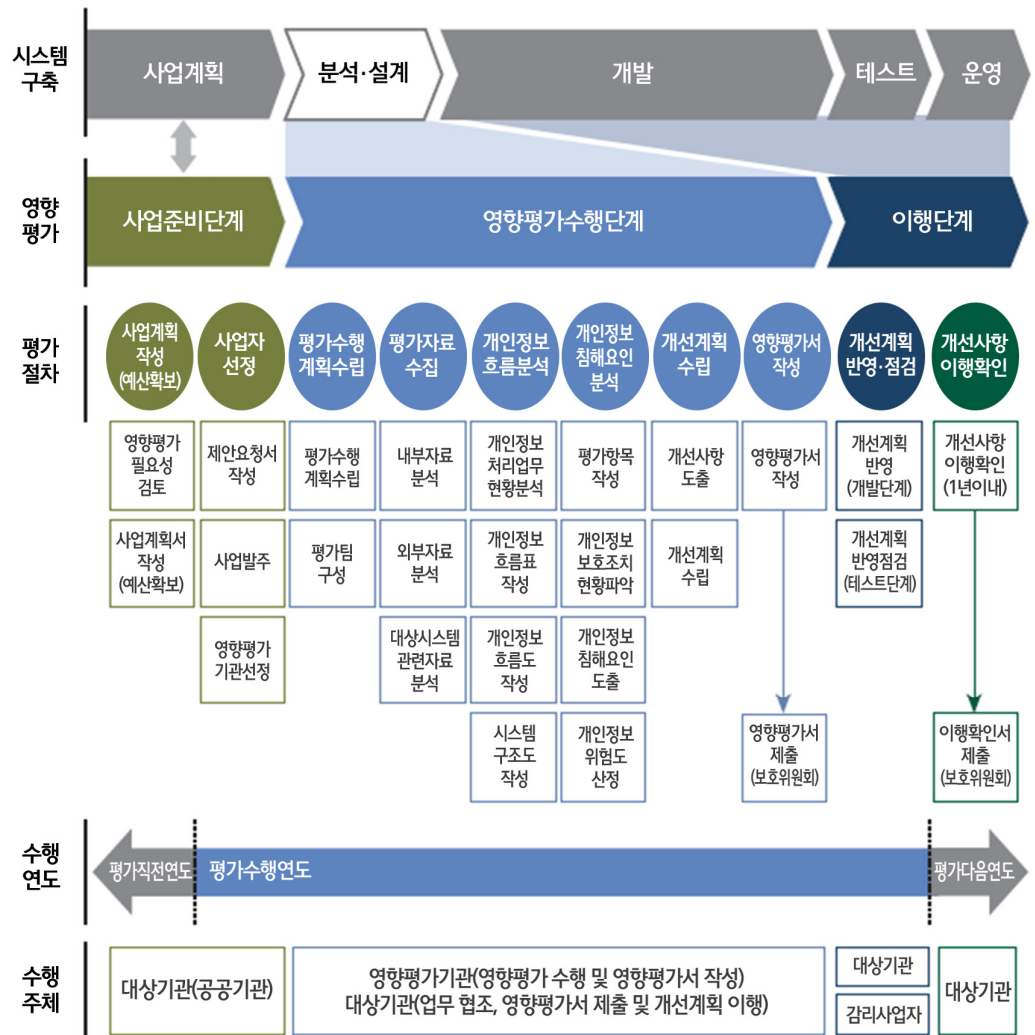 시스템
구축
사업계획
분석·설계
개발
테스트
운영
영향
평가
사업준비단계
영향평가수행단계
이행단계
평가
절차
사업계획
작성
(예산확보)
사업자
선정
평가수행
계획수립
평가자료
수집
개인정보
흐름분석
개인정보
침해요인
분석
개선계획
수립
영향평가서
작성
개선계획
반영·점검
개선사항
이행확인
영향평가
필요성
검토
제안요청서
작성
평가수행
계획수립
내부자료
분석
개인정보
처리업무
현황분석
평가항목
작성
개선사항
도출
영향평가서
작성
개선계획
반영
(개발단계)
개선사항
이행확인
(1년이내)
사업계획서
작성
(예산확보)
사업발주
평가팀
구성
외부자료
분석
개인정보
흐름표
작성
개인정보
보호조치
현황파악
개선계획
수립
개선계획
반영점검
(테스트단계)
영향평가
기관선정
대상시스템
관련자료
분석
개인정보
흐름도
작성
개인정보
침해요인
도출
시스템
구조도
작성
개인정보
위험도
산정
영향평가서
제출
(보호위원회)
이행확인서
제출
(보호위원회)
수행
연도
평가직전연도
평가수행연도
평가다음연도
수행
주체
대상기관(공공기관)
영향평가기관(영향평가 수행 및 영향평가서 작성)
대상기관(업무 협조, 영향평가서 제출 및 개선계획 이행)
대상기관
감리사업자
대상기관